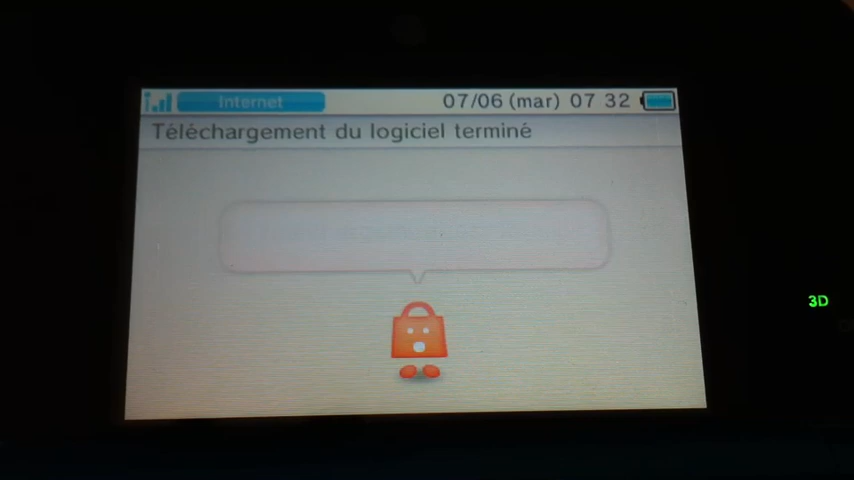 Internet 07/06 (mar) 07 32
Téléchargement du logiciel terminé
3D